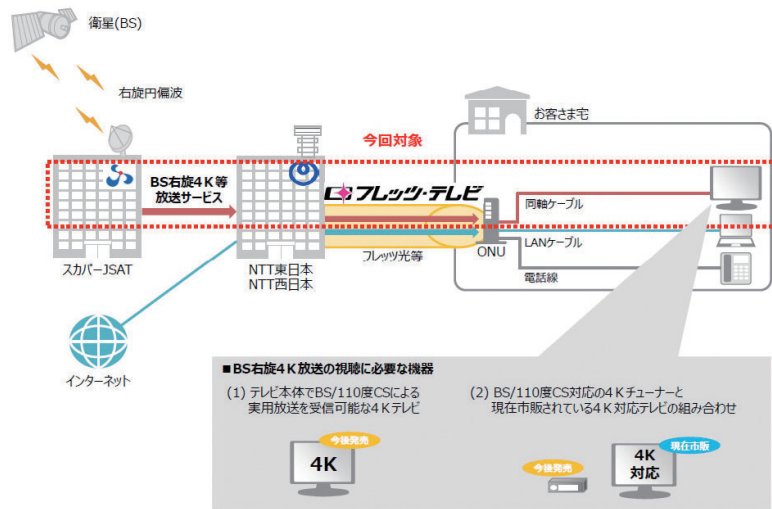 衛星(BS)
右旋円偏波
今回対象
お客さま宅
BS右旋4K等
放送サービス
フレッツ・テレビ
同軸ケーブル
LANケーブル
電話線
スカパーJSAT
NTT東日本
NTT西日本
フレッツ光等
ONU
インターネット
■BS右旋4K放送の視聴に必要な機器
(1) テレビ本体でBS/110度CSによる
実用放送を受信可能な4Kテレビ
今後発売
4K
(2) BS/110度CS対応の4Kチューナーと
現在市販されている4K対応テレビの組み合わせ
今後発売
現在市販
4K
対応